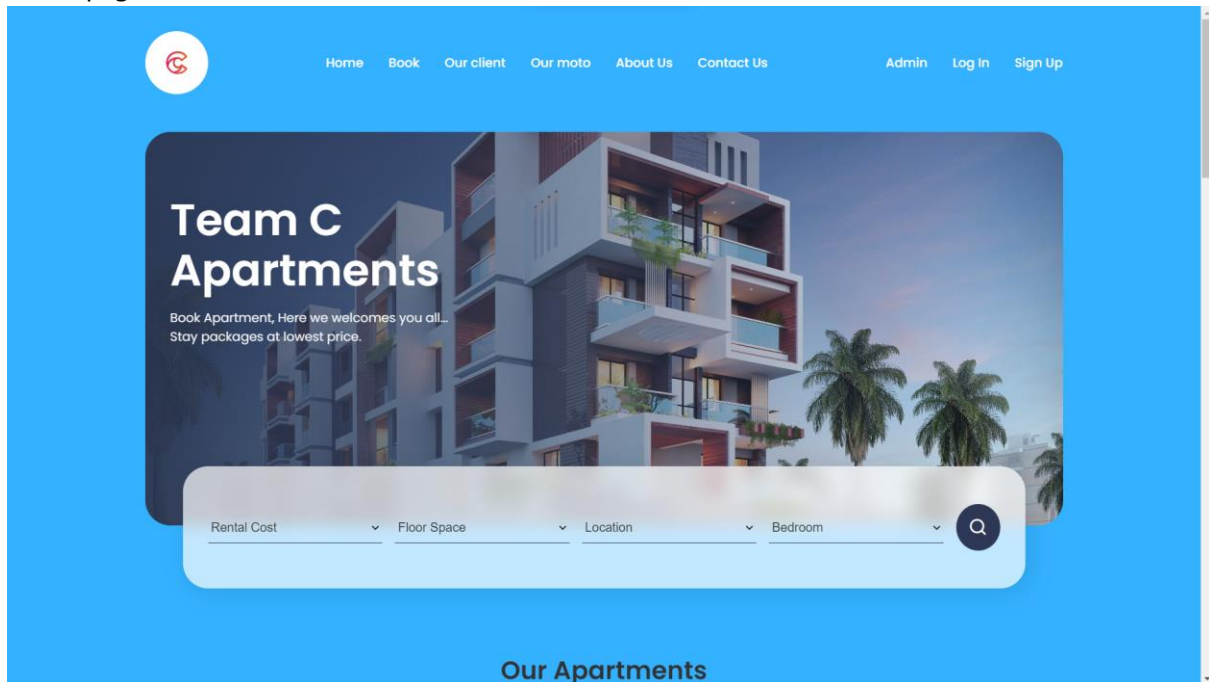 Home Book Our client Our moto About Us Contact Us Admin Log In Sign Up
Team C
Apartments
Book Apartment, Here we welcomes you all...
Stay packages at lowest price.
Rental Cost Floor Space Location Bedroom
Our Apartments